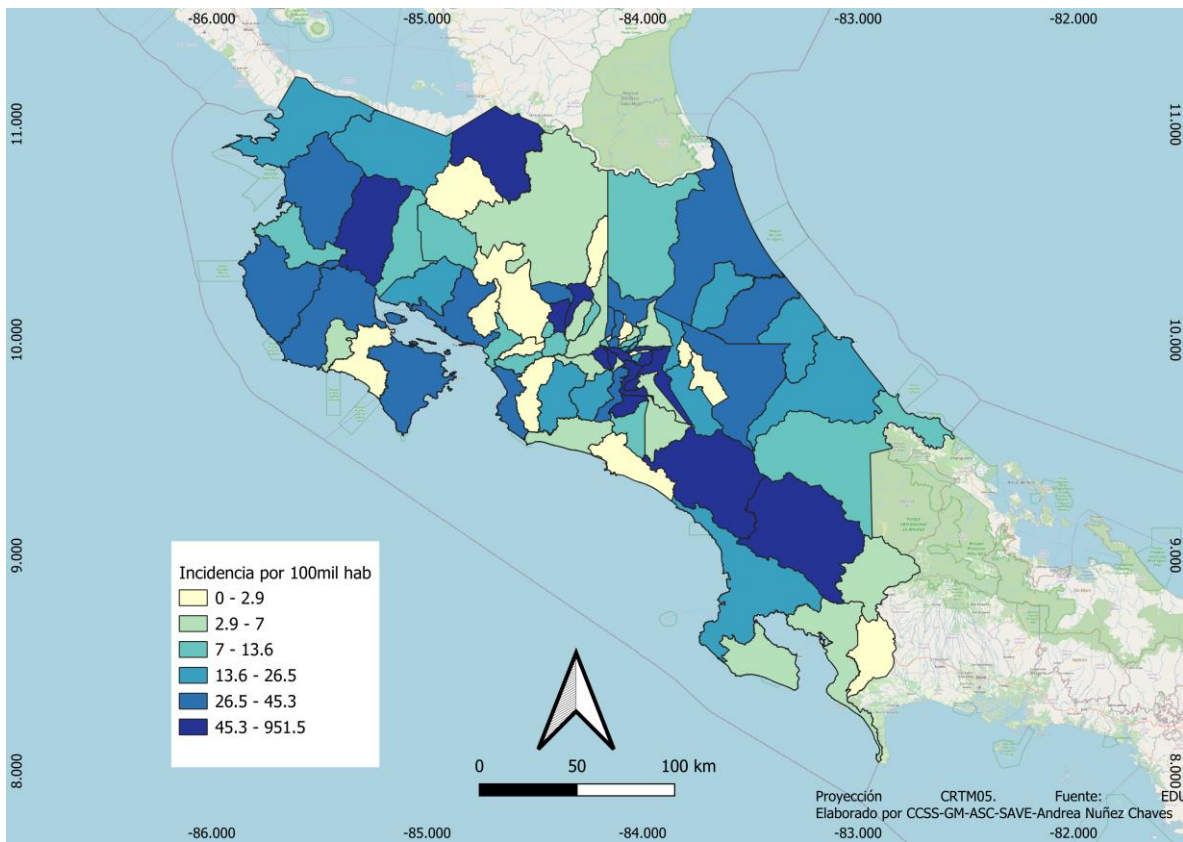 -86.000 -85.000 -84.000 -83.000 -82.000
11.000 11.000
10.000 10.000
9.000 9.000
8.000 8.000
Incidencia por 100mil hab
0 - 2.9
2.9 - 7
7 - 13.6
13.6 - 26.5
26.5 - 45.3
45.3 - 951.5
0 50 100 km
Proyección CRTM05. Fuente: EDU
Elaborado por CCSS-GM-ASC-SAVE-Andrea Nuñez Chaves
-86.000 -85.000 -84.000 -83.000 -82.000